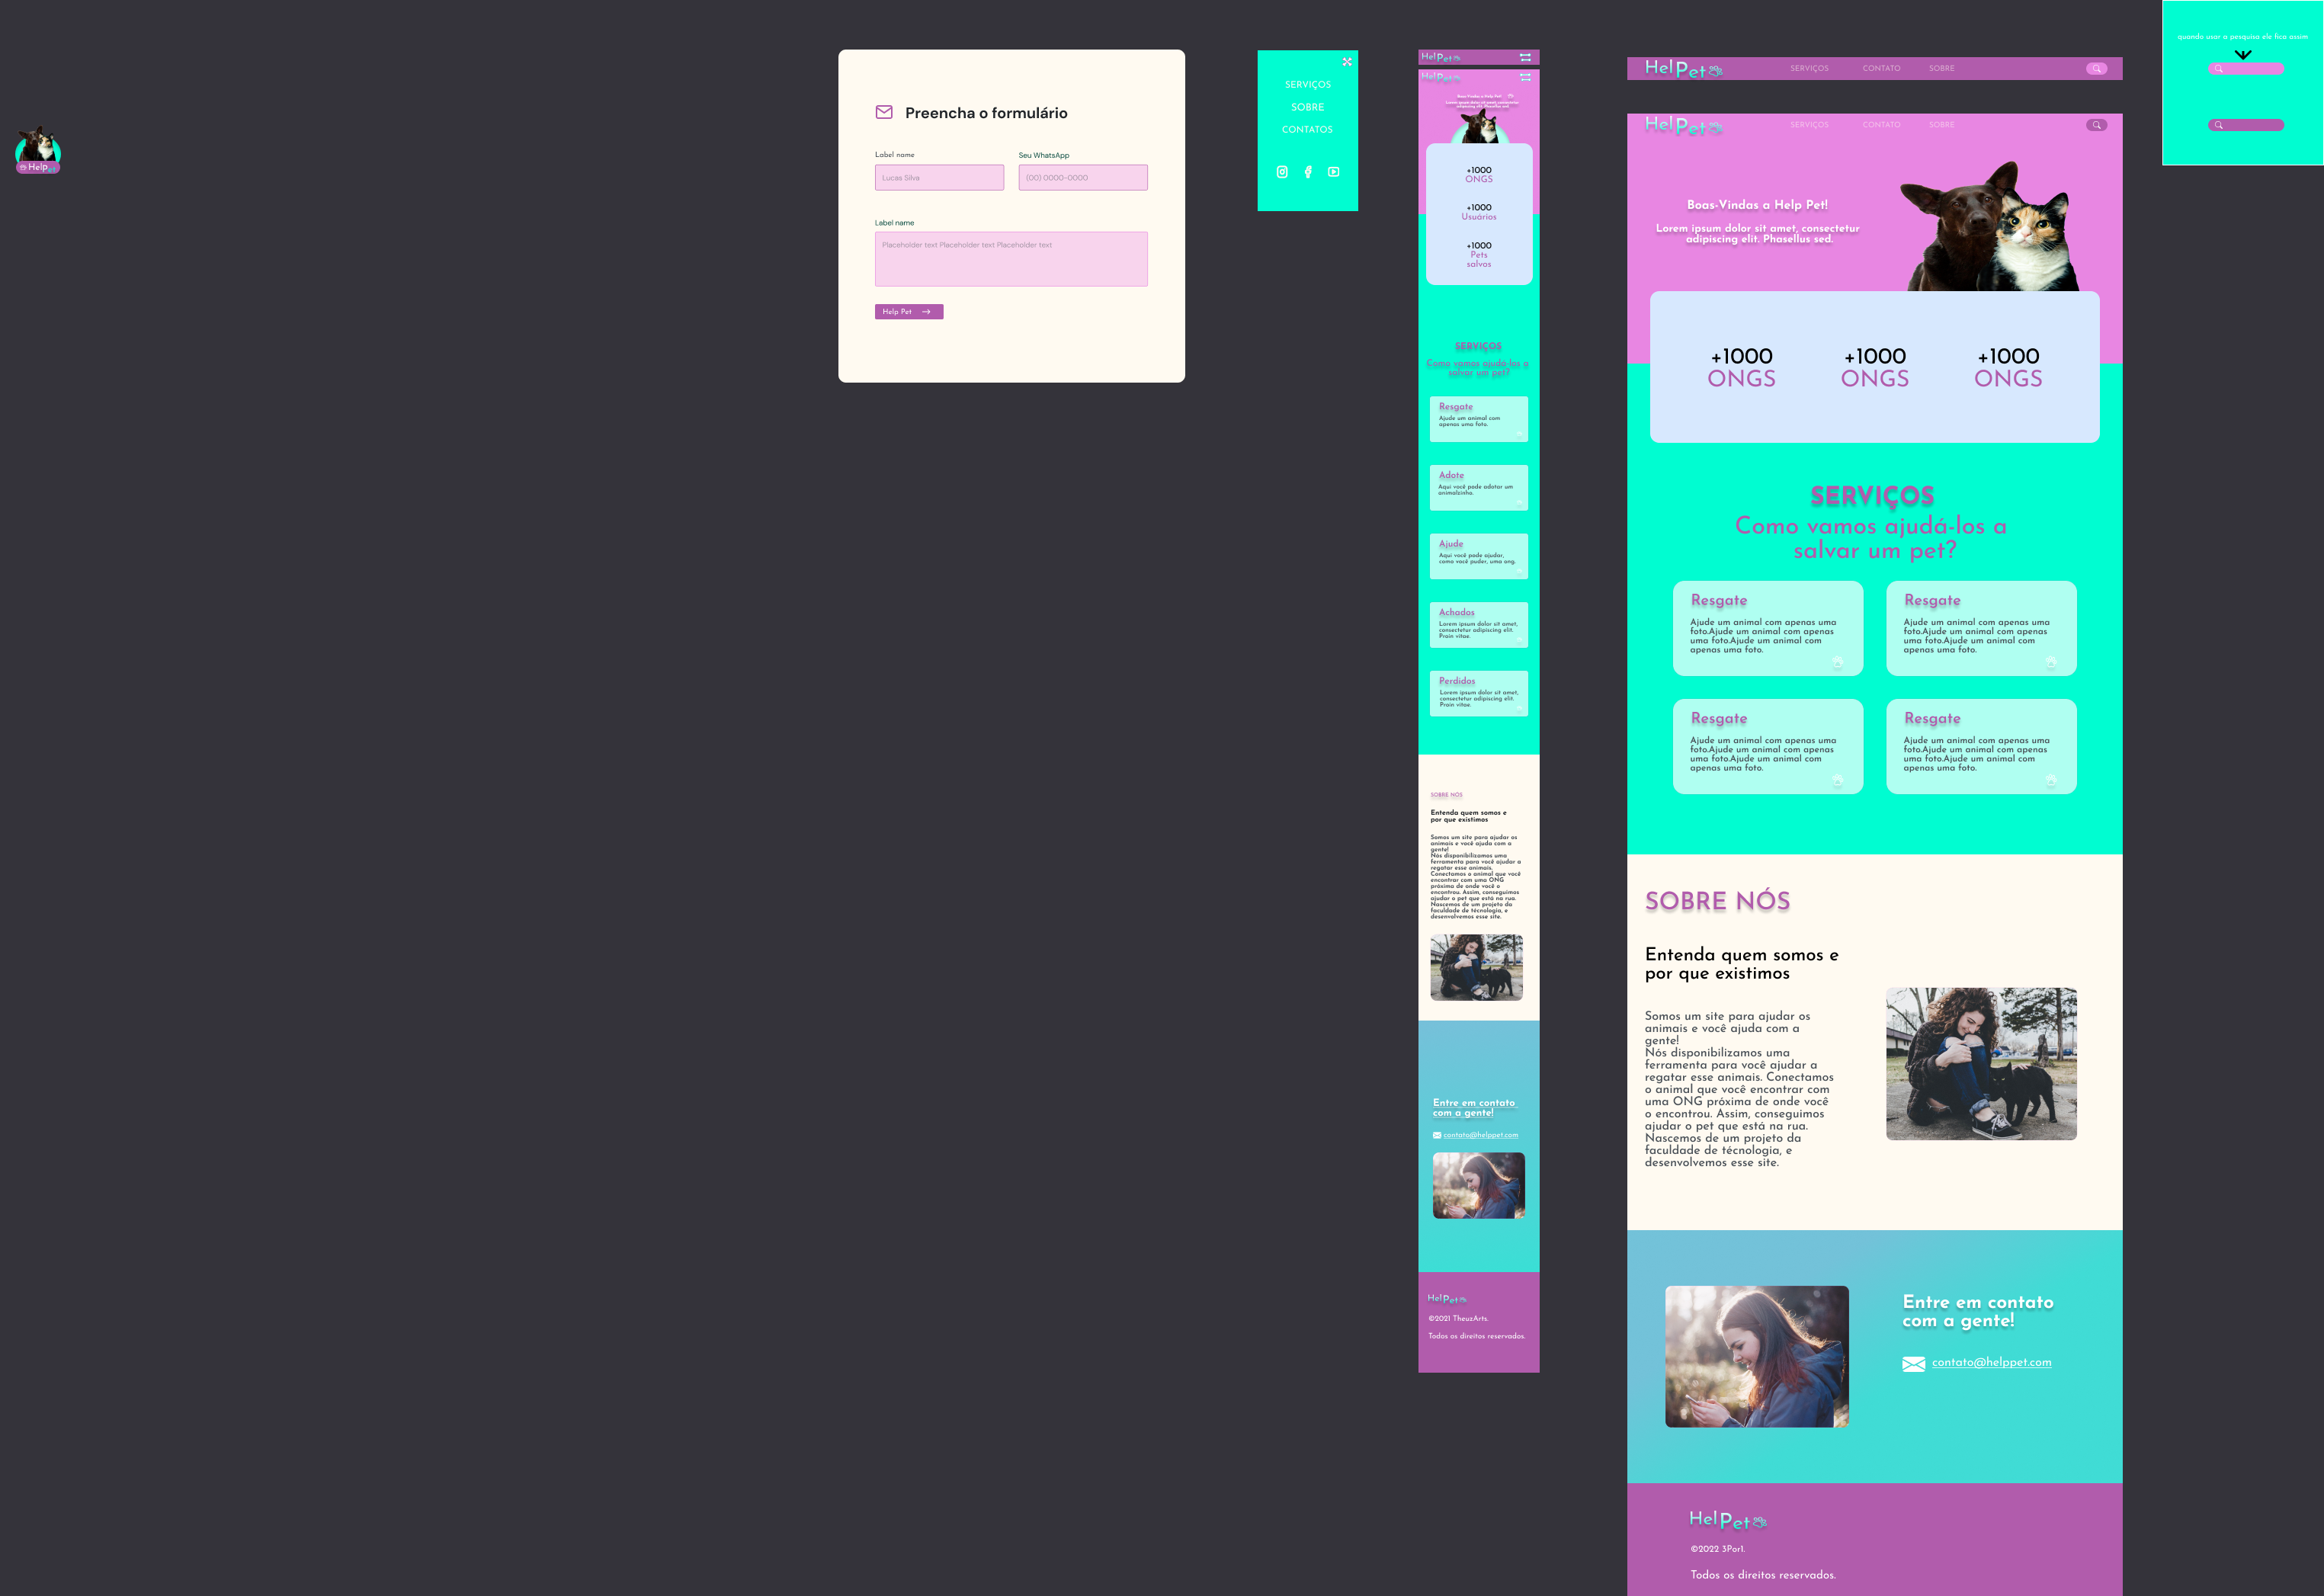 Help
Pet
Preencha o formulário
Label name
Seu WhatsApp
Lucas Silva
(00) 0000-0000
Label name
Placeholder text Placeholder text Placeholder text
Help Pet
SERVIÇOS
SOBRE
CONTATOS
HelPet
HelPet
Boas-Vindas a Help Pet!
Lorem ipsum dolor sit amet, consectetur
adipiscing elit. Phasellus sed.
+1000
ONGS
+1000
Usuários
+1000
Pets
salvos
SERVIÇOS
Como vamos ajudá-los a
salvar um pet?
Resgate
Ajude um animal com
apenas uma foto.
Adote
Aqui você pode adotar um
animalzinho.
Ajude
Aqui você pode ajudar,
como você puder, uma ong.
Achados
Lorem ipsum dolor sit amet,
consectetur adipiscing elit.
Proin vitae.
Perdidos
Lorem ipsum dolor sit amet,
consectetur adipiscing elit.
Proin vitae.
SOBRE NÓS
Entenda quem somos e
por que existimos
Somos um site para ajudar os
animais e você ajuda com a
gente!
Nós disponibilizamos uma
ferramenta para você ajudar a
regatar esse animais.
Conectamos o animal que você
encontrar com uma ONG
próxima de onde você o
encontrou. Assim, conseguimos
ajudar o pet que está na rua.
Nascemos de um projeto da
faculdade de técnologia, e
desenvolvemos esse site.
Entre em contato
com a gente!
contato@helppet.com
HelPet
©2021 TheuzArts.
Todos os direitos reservados.
HelPet
SERVIÇOS
CONTATO
SOBRE
HelPet
SERVIÇOS
CONTATO
SOBRE
Boas-Vindas a Help Pet!
Lorem ipsum dolor sit amet, consectetur
adipiscing elit. Phasellus sed.
+1000
ONGS
+1000
ONGS
+1000
ONGS
SERVIÇOS
Como vamos ajudá-los a
salvar um pet?
Resgate
Ajude um animal com apenas uma
foto.Ajude um animal com apenas
uma foto.Ajude um animal com
apenas uma foto.
Resgate
Ajude um animal com apenas uma
foto.Ajude um animal com apenas
uma foto.Ajude um animal com
apenas uma foto.
Resgate
Ajude um animal com apenas uma
foto.Ajude um animal com apenas
uma foto.Ajude um animal com
apenas uma foto.
Resgate
Ajude um animal com apenas uma
foto.Ajude um animal com apenas
uma foto.Ajude um animal com
apenas uma foto.
SOBRE NÓS
Entenda quem somos e
por que existimos
Somos um site para ajudar os
animais e você ajuda com a
gente!
Nós disponibilizamos uma
ferramenta para você ajudar a
regatar esse animais. Conectamos
o animal que você encontrar com
uma ONG próxima de onde você
o encontrou. Assim, conseguimos
ajudar o pet que está na rua.
Nascemos de um projeto da
faculdade de técnologia, e
desenvolvemos esse site.
Entre em contato
com a gente!
contato@helppet.com
HelPet
©2022 3Por1.
Todos os direitos reservados.
quando usar a pesquisa ele fica assim